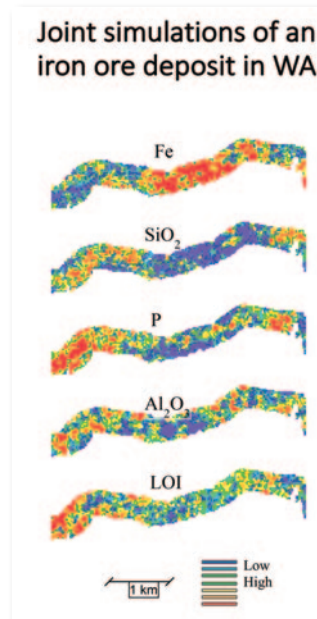 Joint simulations of an
iron ore deposit in WA
Fe
SiO₂
P
Al₂O₃
LOI
Low
High
1 km